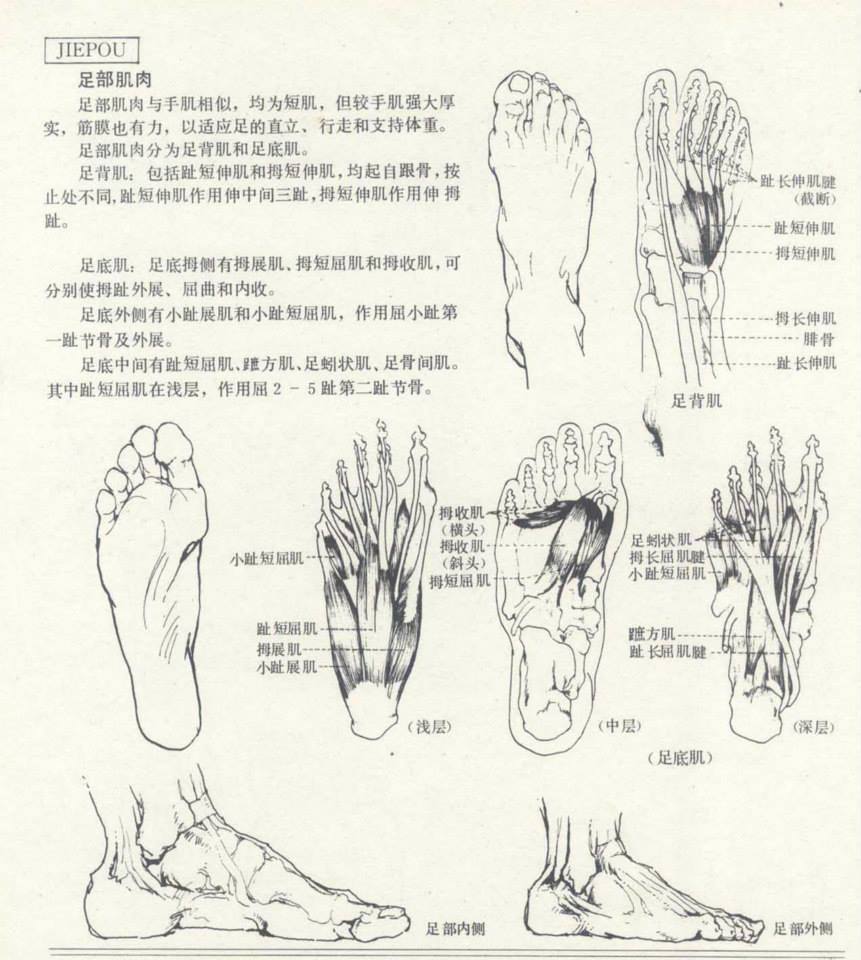 JIEPOU
足部肌肉
足部肌肉与手肌相似，均为短肌，但较手肌强大厚
实，筋膜也有力，以适应足的直立、行走和支持体重。
足部肌肉分为足背肌和足底肌。
足背肌：包括趾短伸肌和拇短伸肌，均起自跟骨，按
止处不同，趾短伸肌作用伸中间三趾，拇短伸肌作用伸拇
趾。
足底肌：足底拇侧有拇展肌、拇短屈肌和拇收肌，可
分别使拇趾外展、屈曲和内收。
足底外侧有小趾展肌和小趾短屈肌，作用屈小趾第
一趾节骨及外展。
足底中间有趾短屈肌、蹠方肌、足蚓状肌、足骨间肌。
其中趾短屈肌在浅层，作用屈2－5趾第二趾节骨。
趾长伸肌腱
（截断）
趾短伸肌
拇短伸肌
拇长伸肌
腓骨
趾长伸肌
足背肌
小趾短屈肌
趾短屈肌
拇展肌
小趾展肌
（浅层）
拇收肌
（横头）
拇收肌
（斜头）
拇短屈肌
（中层）
足蚓状肌
拇长屈肌腱
小趾短屈肌
蹠方肌
趾长屈肌腱
（深层）
（足底肌）
足部内侧
足部外侧